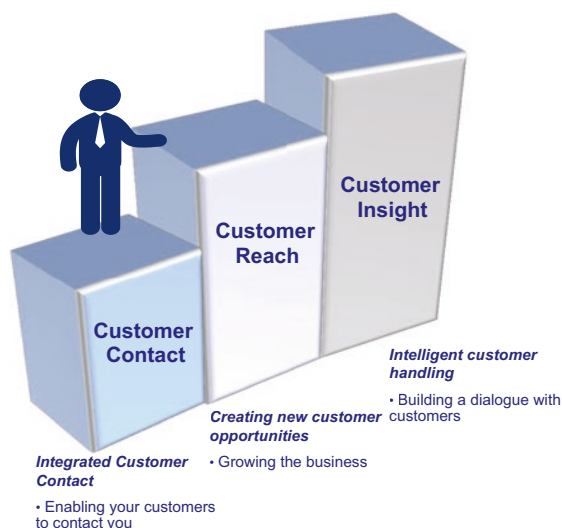 Customer
Insight
Customer
Reach
Customer
Contact
Intelligent customer
handling
• Building a dialogue with
customers
Creating new customer
opportunities
• Growing the business
Integrated Customer
Contact
• Enabling your customers
to contact you